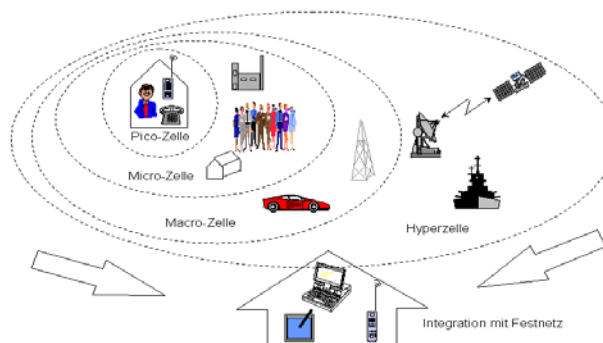 Pico-Zelle
Micro-Zelle
Macro-Zelle
Hyperzelle
Integration mit Festnetz